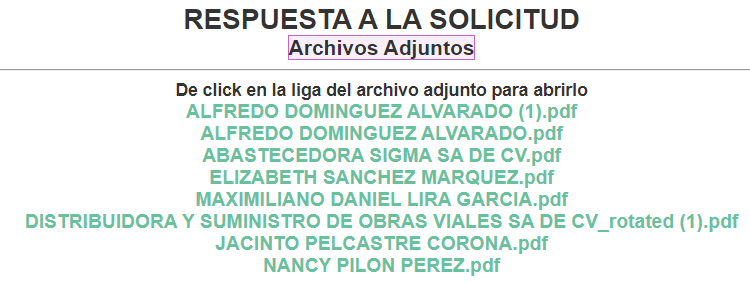 RESPUESTA A LA SOLICITUD
Archivos Adjuntos
De click en la liga del archivo adjunto para abrirlo
ALFREDO DOMINGUEZ ALVARADO (1).pdf
ALFREDO DOMINGUEZ ALVARADO.pdf
ABASTECEDORA SIGMA SA DE CV.pdf
ELIZABETH SANCHEZ MARQUEZ.pdf
MAXIMILIANO DANIEL LIRA GARCIA.pdf
DISTRIBUIDORA Y SUMINISTRO DE OBRAS VIALES SA DE CV_rotated (1).pdf
JACINTO PELCASTRE CORONA.pdf
NANCY PILON PEREZ.pdf